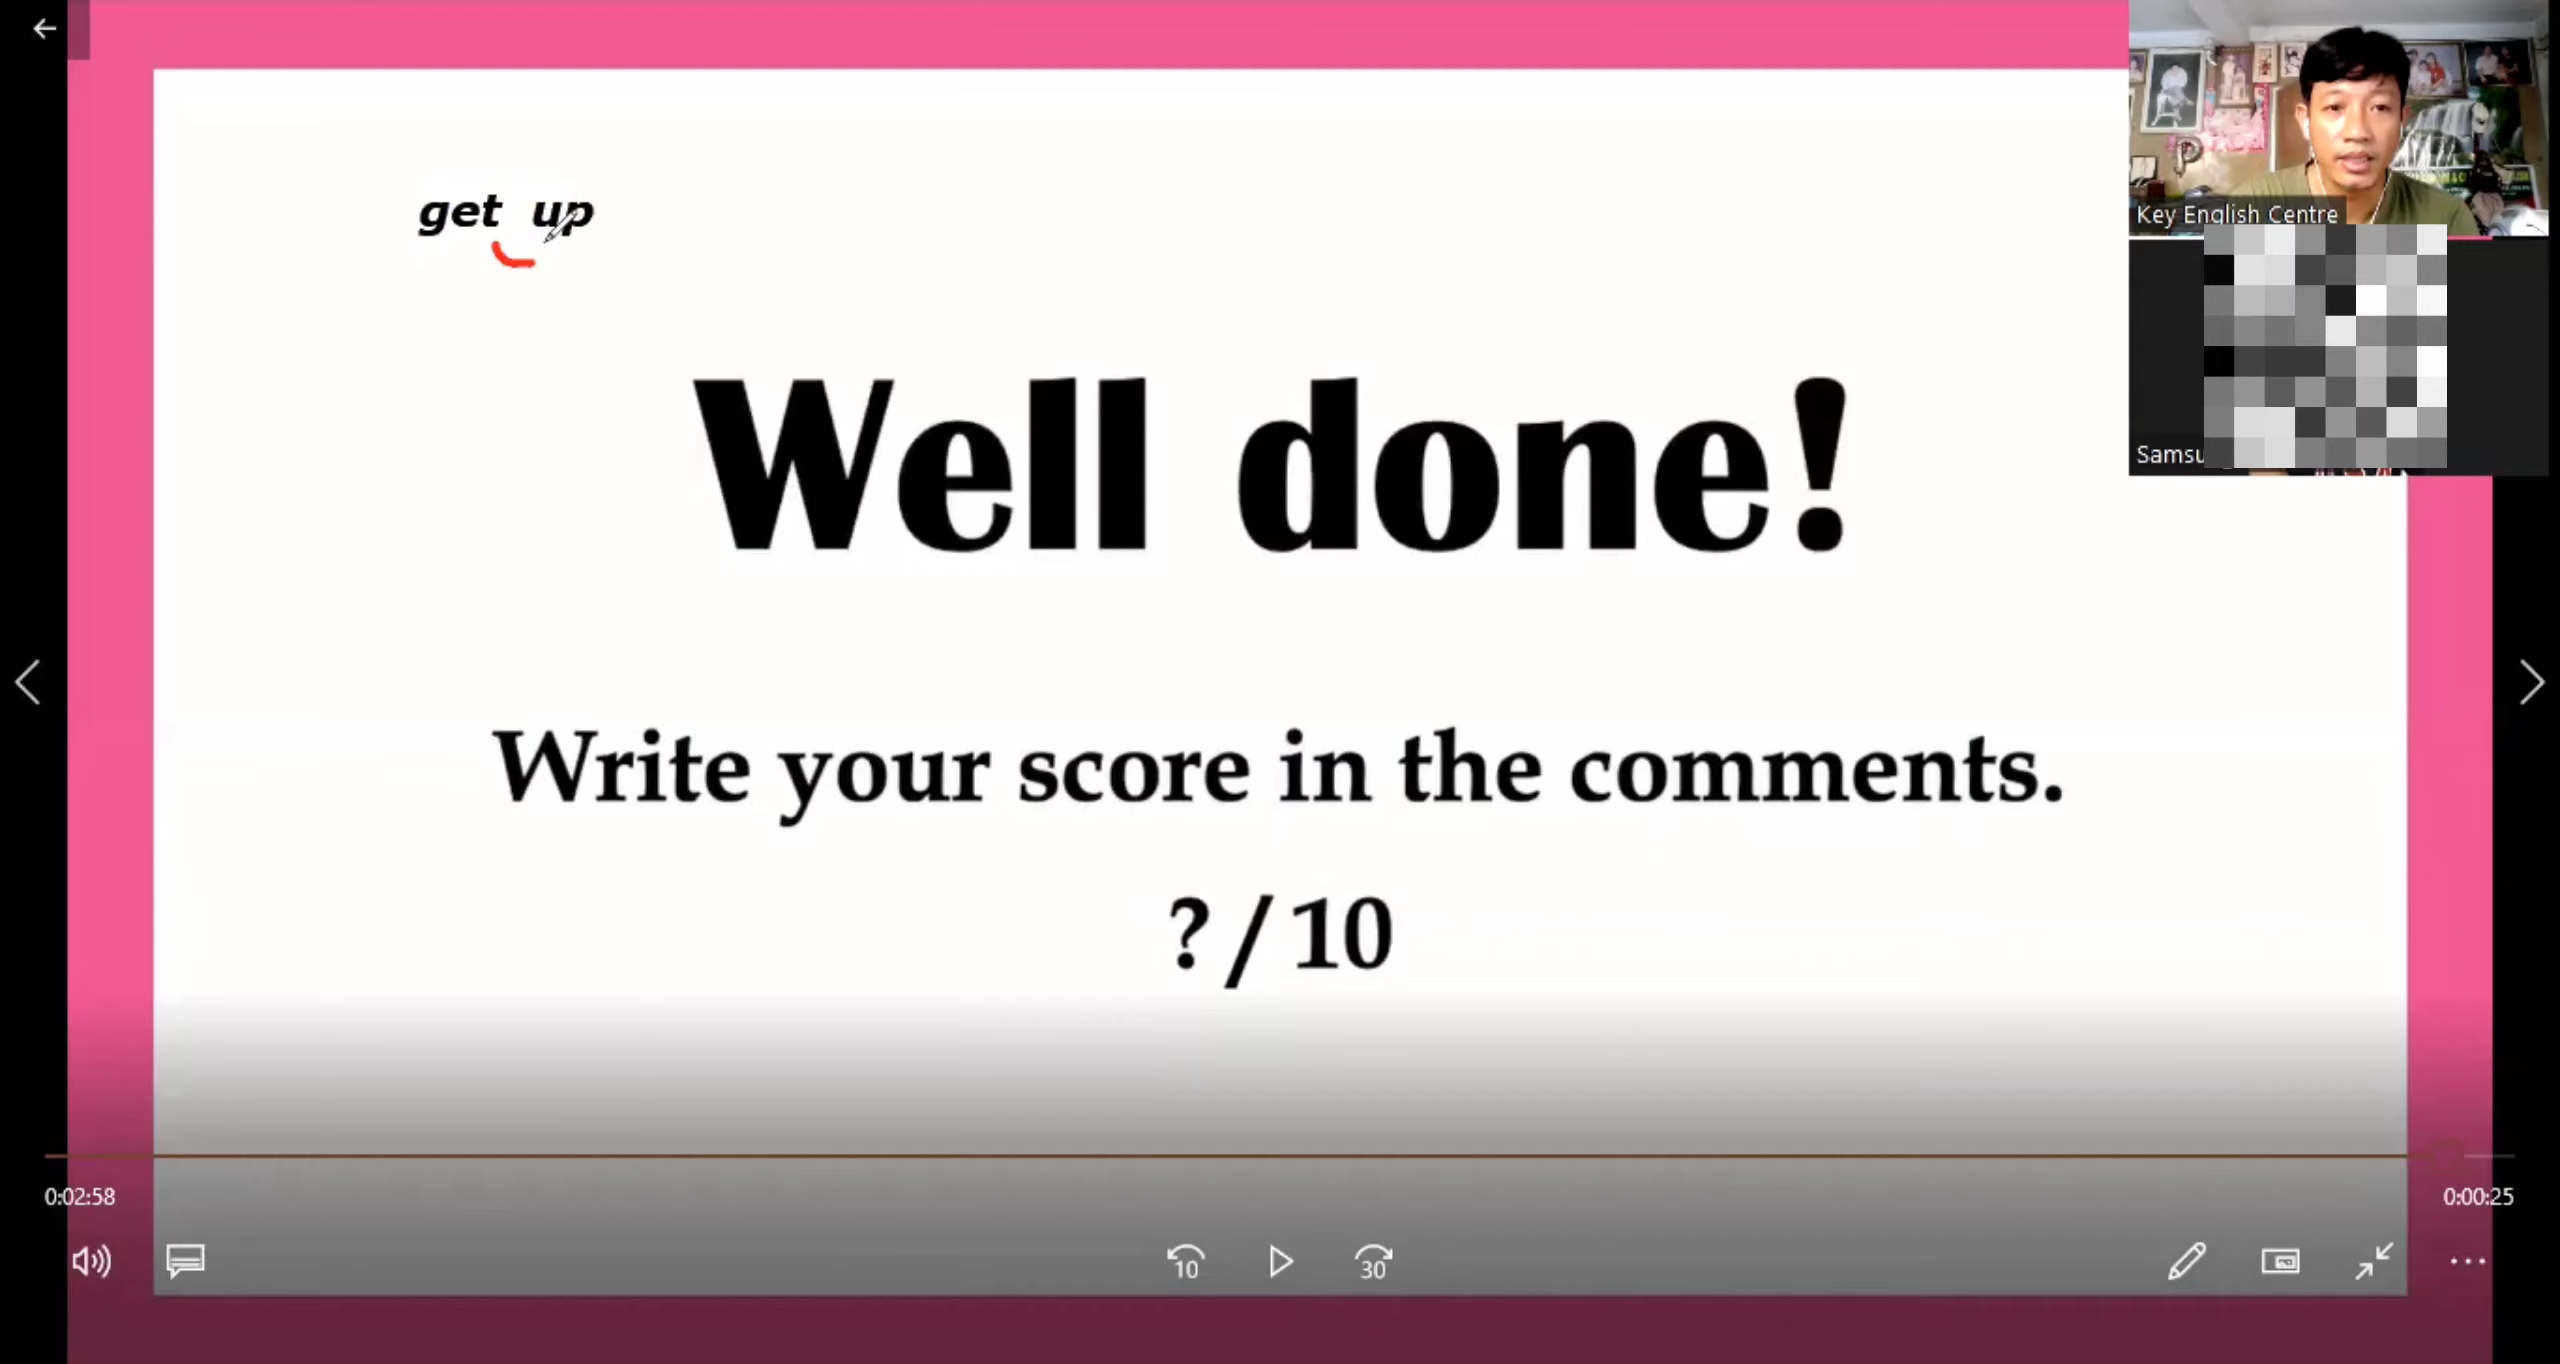 get up
Well done!
Write your score in the comments.
?/10
Key English Centre
0:02:58
0:00:25
10
30